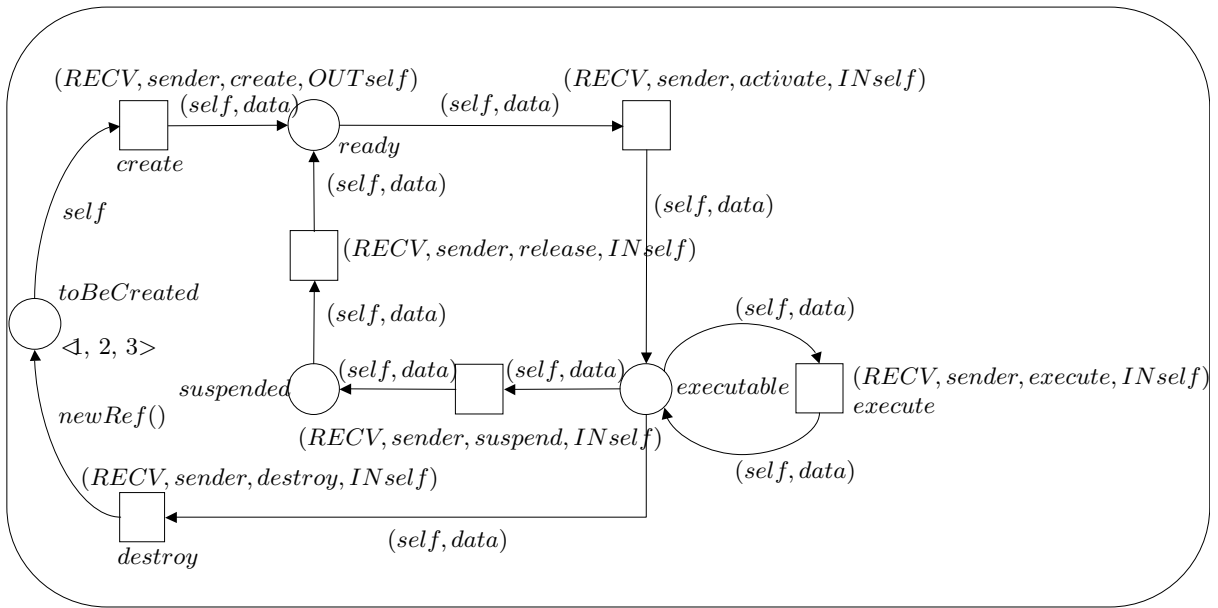 (RECV, sender, create, OUTself)
(RECV, sender, activate, INself)
(self, data)
(self, data)
ready
create
(self, data)
self
(self, data)
(RECV, sender, release, INself)
toBeCreated
(self, data)
(self, data)
<1, 2, 3>
(self, data)
(self, data)
(RECV, sender, execute, INself)
suspended
executable
execute
newRef()
(RECV, sender, suspend, INself)
(self, data)
(RECV, sender, destroy, INself)
(self, data)
destroy